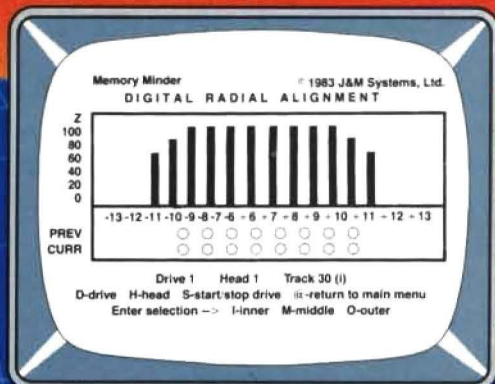 Memory Minder © 1983 J&M Systems, Ltd.
DIGITAL RADIAL ALIGNMENT
Z
100
80
60
40
20
0
-13 -12 -11 -10 -9 -8 -7 -6 + 6 + 7 + 8 + 9 + 10 + 11 + 12 + 13
PREV
CURR
Drive 1 Head 1 Track 30 (i)
D-drive H-head S-start/stop drive -return to main menu
Enter selection –> I-inner M-middle O-outer